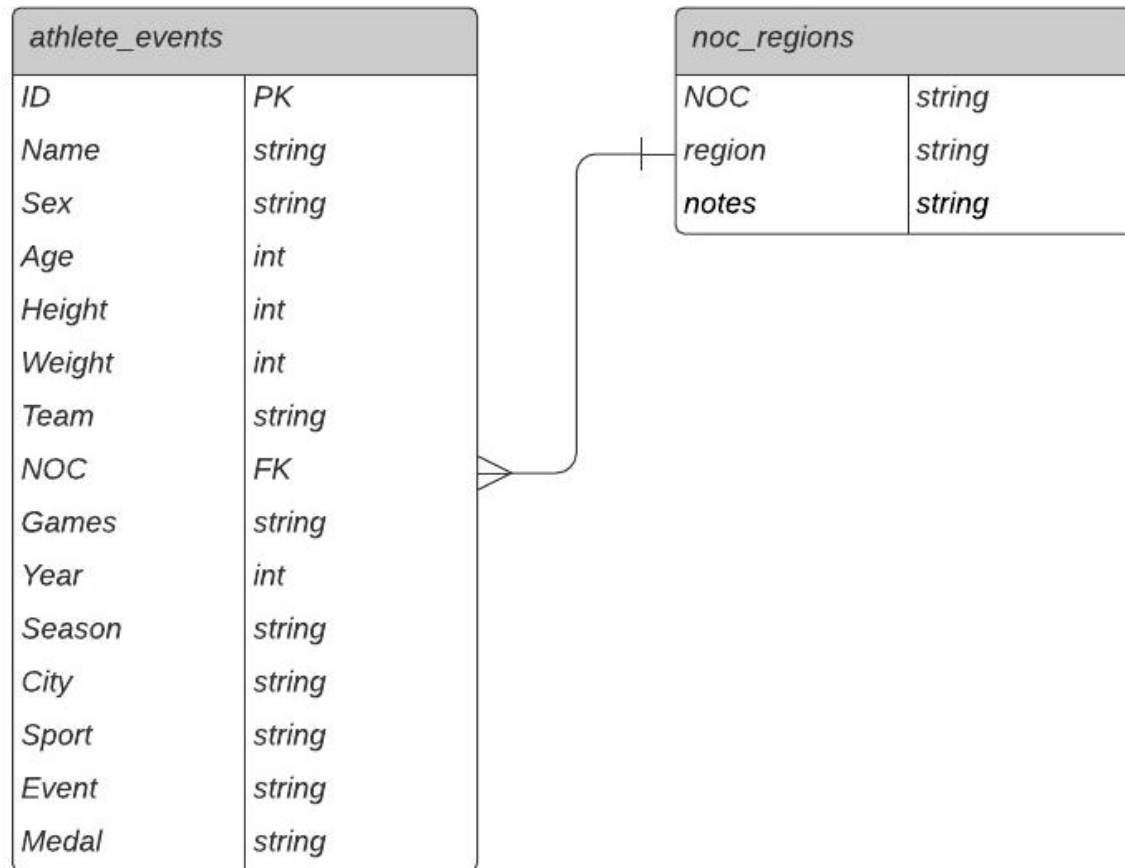 athlete_events
ID PK
Name string
Sex string
Age int
Height int
Weight int
Team string
NOC FK
Games string
Year int
Season string
City string
Sport string
Event string
Medal string
noc_regions
NOC string
region string
notes string